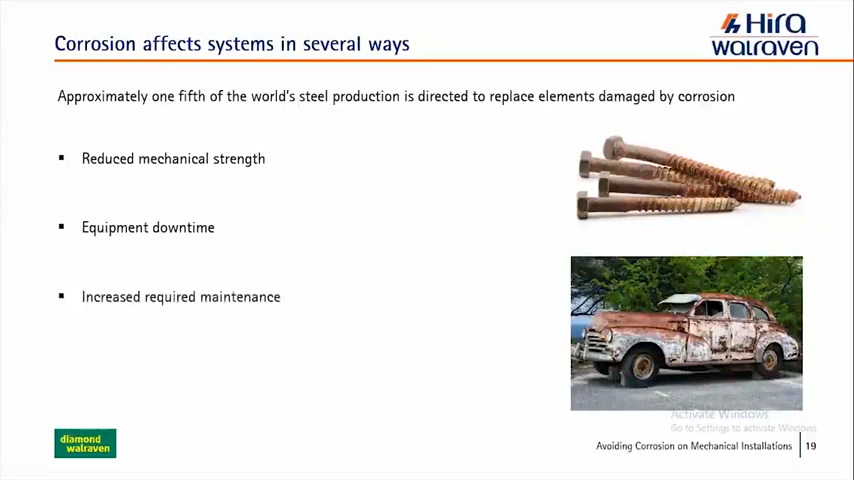 Corrosion affects systems in several ways
Hira
walraven
Approximately one fifth of the world's steel production is directed to replace elements damaged by corrosion
▪ Reduced mechanical strength
▪ Equipment downtime
▪ Increased required maintenance
Activate Windows
Go to Settings to activate Windows
diamond
walraven
Avoiding Corrosion on Mechanical Installations | 19